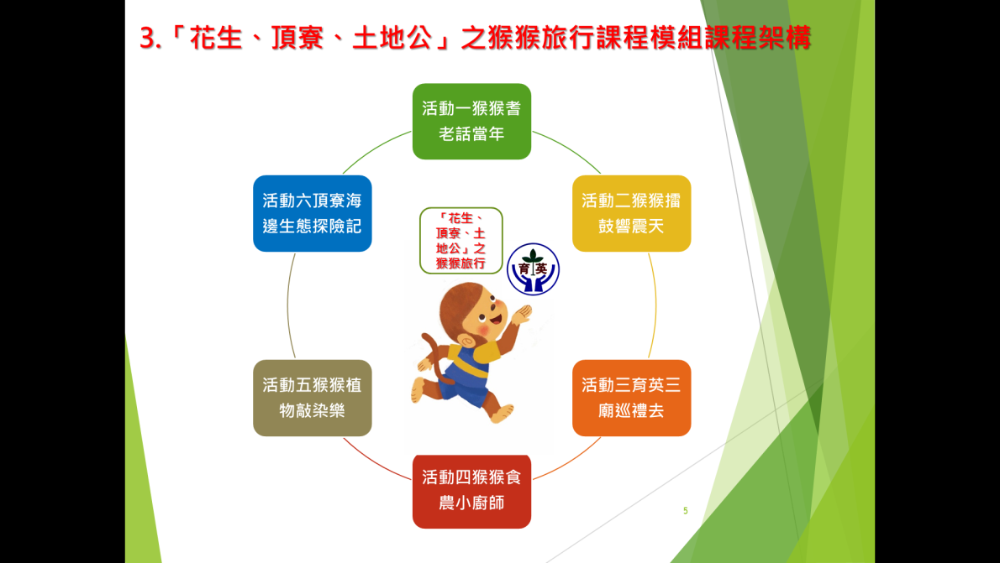 3.「花生、頂寮、土地公」之猴猴旅行課程模組課程架構
活動一猴猴耆
老話當年
活動二猴猴擂
鼓響震天
活動三育英三
廟巡禮去
活動四猴猴食
農小廚師
活動五猴猴植
物敲染樂
活動六頂寮海
邊生態探險記
「花生、
頂寮、土
地公」之
猴猴旅行
育英
5